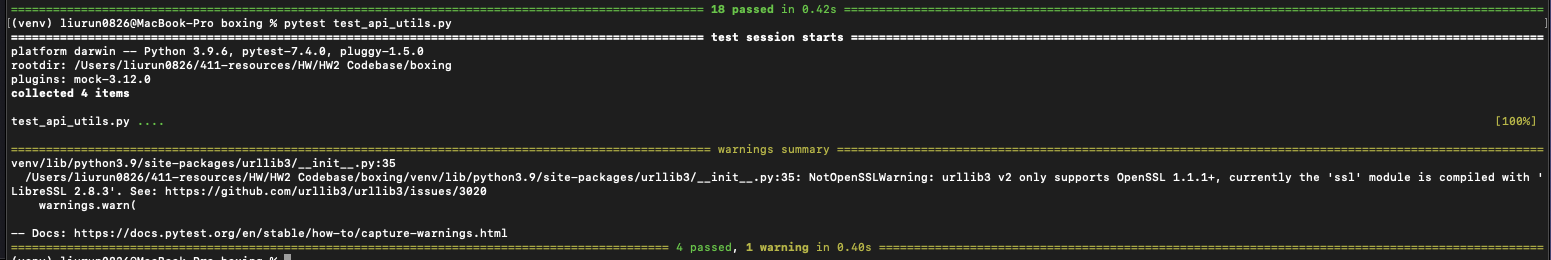 ============================== 18 passed in 0.42s ==============================
(venv) liurun0826@MacBook-Pro boxing % pytest test_api_utils.py
============================== test session starts ==============================
platform darwin -- Python 3.9.6, pytest-7.4.0, pluggy-1.5.0
rootdir: /Users/liurun0826/411-resources/HW/HW2 Codebase/boxing
plugins: mock-3.12.0
collected 4 items
test_api_utils.py .... [100%]
============================== warnings summary ==============================
venv/lib/python3.9/site-packages/urllib3/__init__.py:35
/Users/liurun0826/411-resources/HW/HW2 Codebase/boxing/venv/lib/python3.9/site-packages/urllib3/__init__.py:35: NotOpenSSLWarning: urllib3 v2 only supports OpenSSL 1.1.1+, currently the 'ssl' module is compiled with '
LibreSSL 2.8.3'. See: https://github.com/urllib3/urllib3/issues/3020
warnings.warn(
-- Docs: https://docs.pytest.org/en/stable/how-to/capture-warnings.html
============================== 4 passed, 1 warning in 0.40s ==============================
(venv) liurun0826@MacBook-Pro boxing %